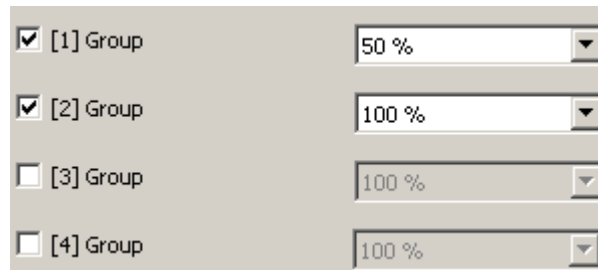 [1] Group 50 %
[2] Group 100 %
[3] Group 100 %
[4] Group 100 %